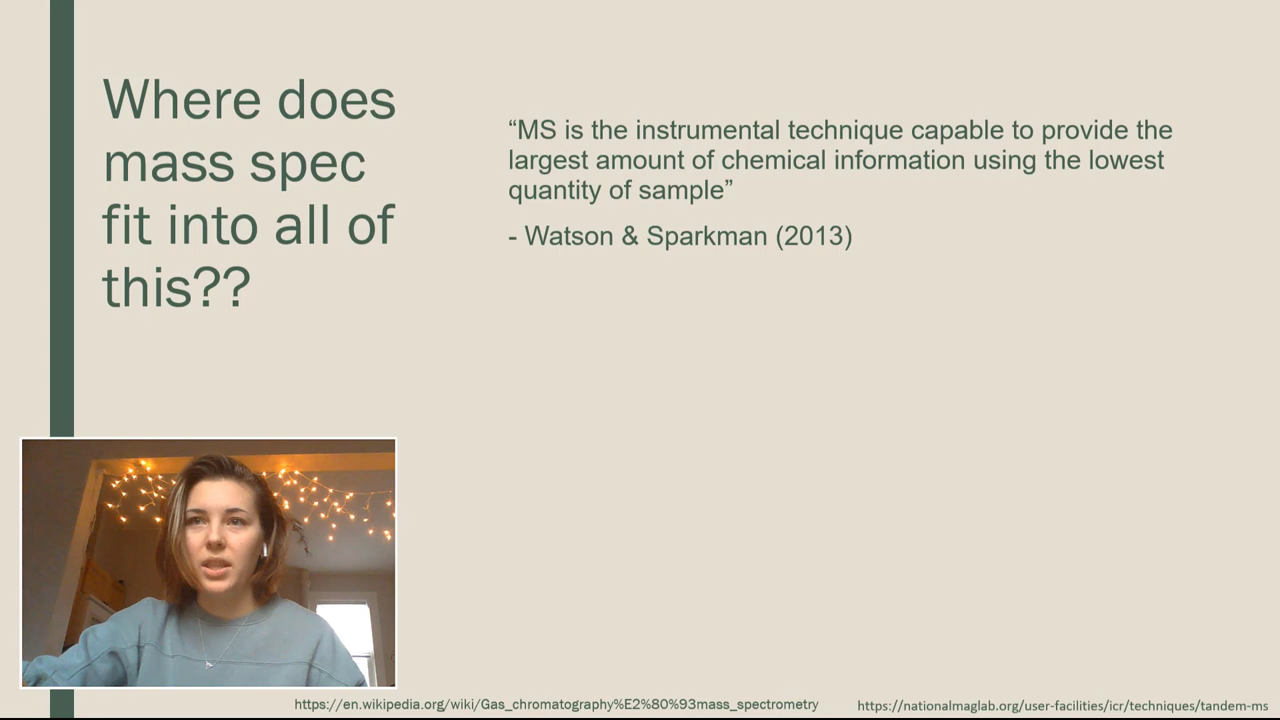 Where does
mass spec
fit into all of
this??
“MS is the instrumental technique capable to provide the
largest amount of chemical information using the lowest
quantity of sample”
- Watson & Sparkman (2013)
https://en.wikipedia.org/wiki/Gas_chromatography%E2%80%93mass_spectrometry
https://nationalmaglab.org/user-facilities/icr/techniques/tandem-ms